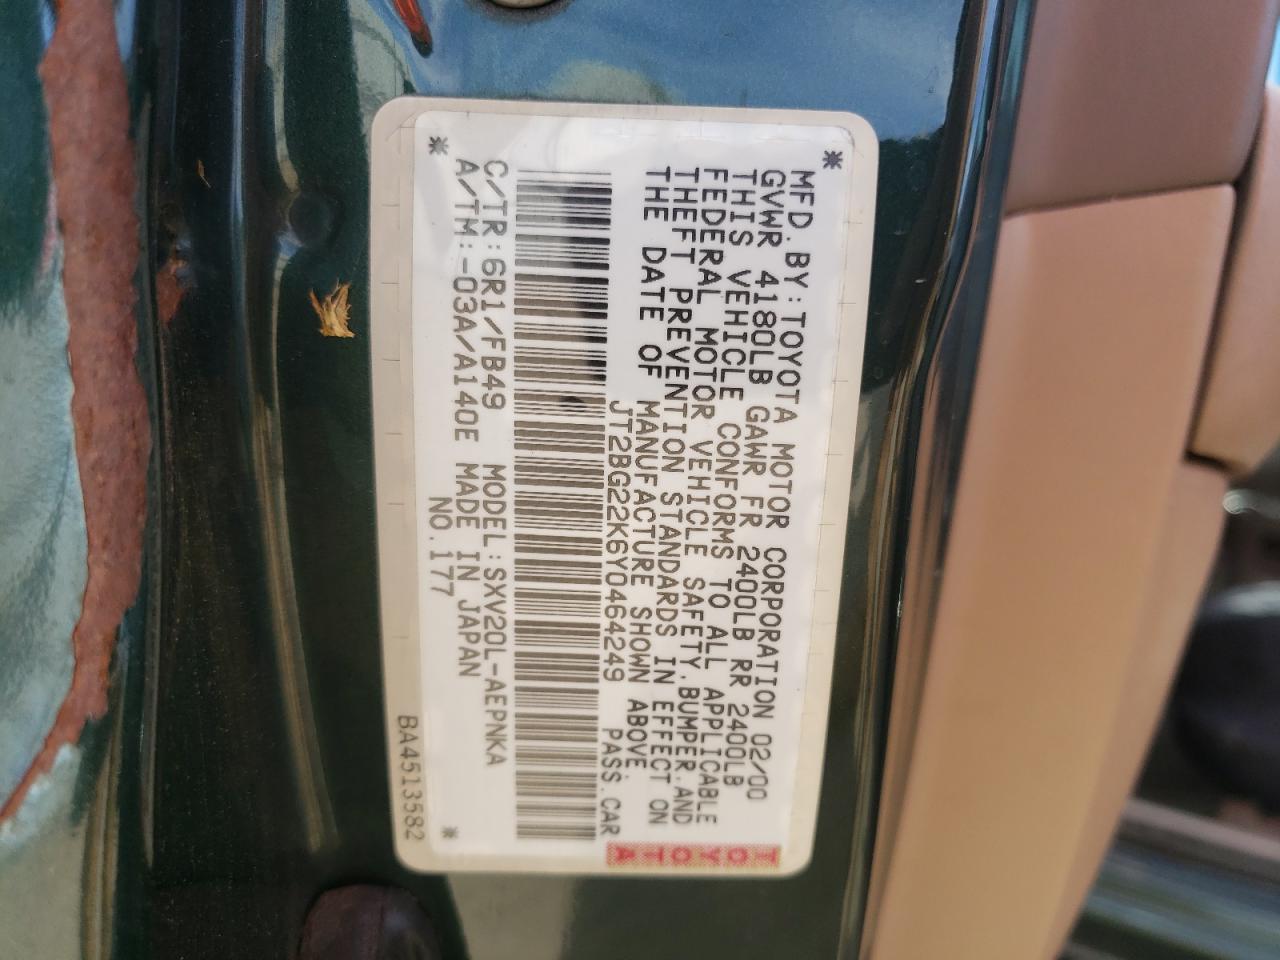 MFD.BY:TOYOTA MOTOR CORPORATION 02/00
GVWR 4180LB GAWR FR 2400LB RR 2400LB
THIS VEHICLE CONFORMS TO ALL APPLICABLE
FEDERAL MOTOR VEHICLE SAFETY,BUMPER,AND
THEFT PREVENTION STANDARDS IN EFFECT ON
THE DATE OF MANUFACTURE SHOWN ABOVE.
JT2BG22K6Y0464249 PASS.CAR
C/TR:6R1/FB49 MODEL:SXV20L-AEPNKA
A/TM:-03A/A140E MADE IN JAPAN
NO.177
BA4513582
TOYOTA